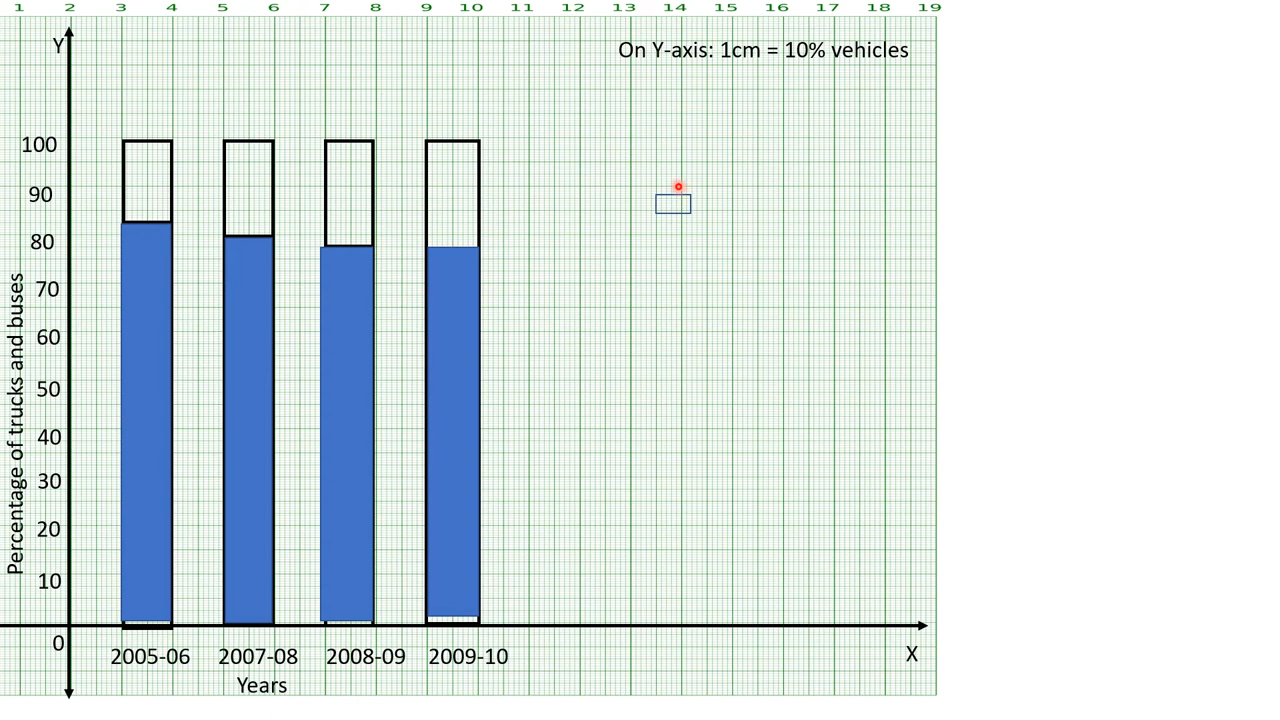 1 2 3 4 5 6 7 8 9 10 11 12 13 14 15 16 17 18 19
Y
On Y-axis: 1cm = 10% vehicles
100
90
80
70
60
50
40
30
20
10
0
Percentage of trucks and buses
2005-06 2007-08 2008-09 2009-10
X
Years